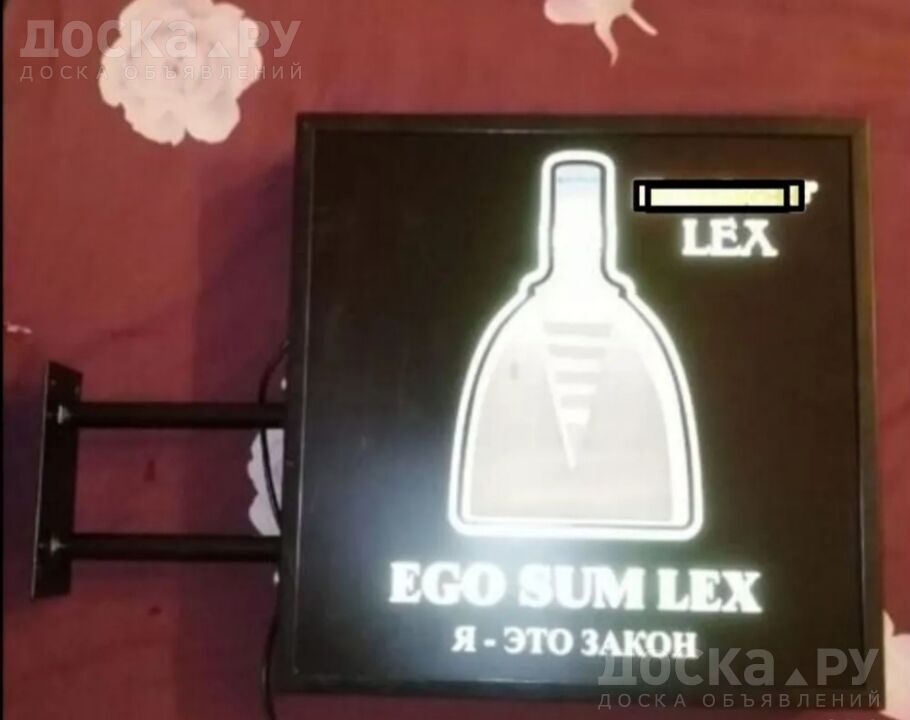 ДОСКА.РУ
ДОСКА ОБЪЯВЛЕНИЙ
LEX
EGO SUM LEX
Я - ЭТО ЗАКОН
ДОСКА.РУ
ДОСКА ОБЪЯВЛЕНИЙ